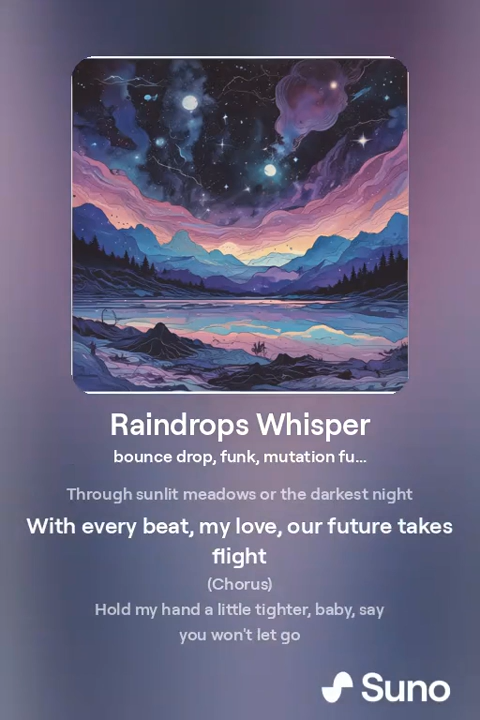 Raindrops Whisper
bounce drop, funk, mutation fu...
Through sunlit meadows or the darkest night
With every beat, my love, our future takes
flight
(Chorus)
Hold my hand a little tighter, baby, say
you won't let go
Suno